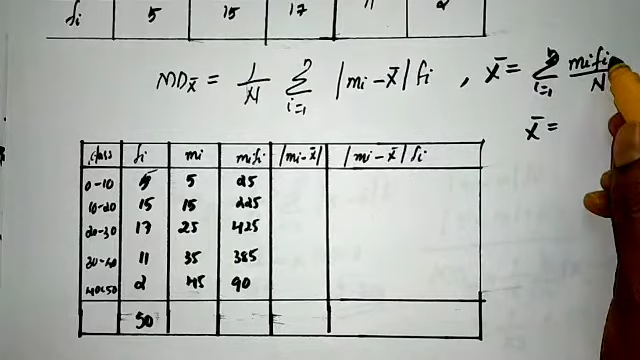 fi 5 15 17 11 2
MD x̄ = 1/N Σ i=1 n |mi - x̄| fi , x̄ = Σ i=1 n mifi/N
x̄ =
class fi mi mifi |mi-x̄| |mi-x̄| fi
0-10 5 5 25
10-20 15 15 225
20-30 17 25 425
30-40 11 35 385
40-50 2 45 90
50